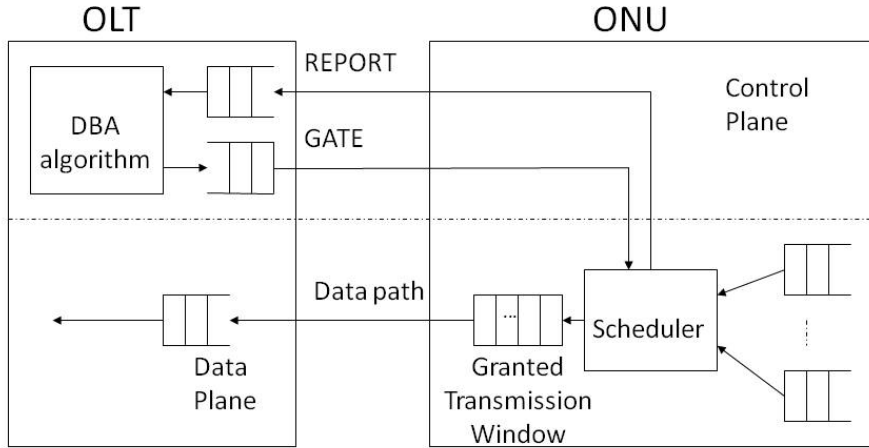 OLT
ONU
REPORT
Control
Plane
DBA
algorithm
GATE
Data path
...
Scheduler
Data
Plane
Granted
Transmission
Window